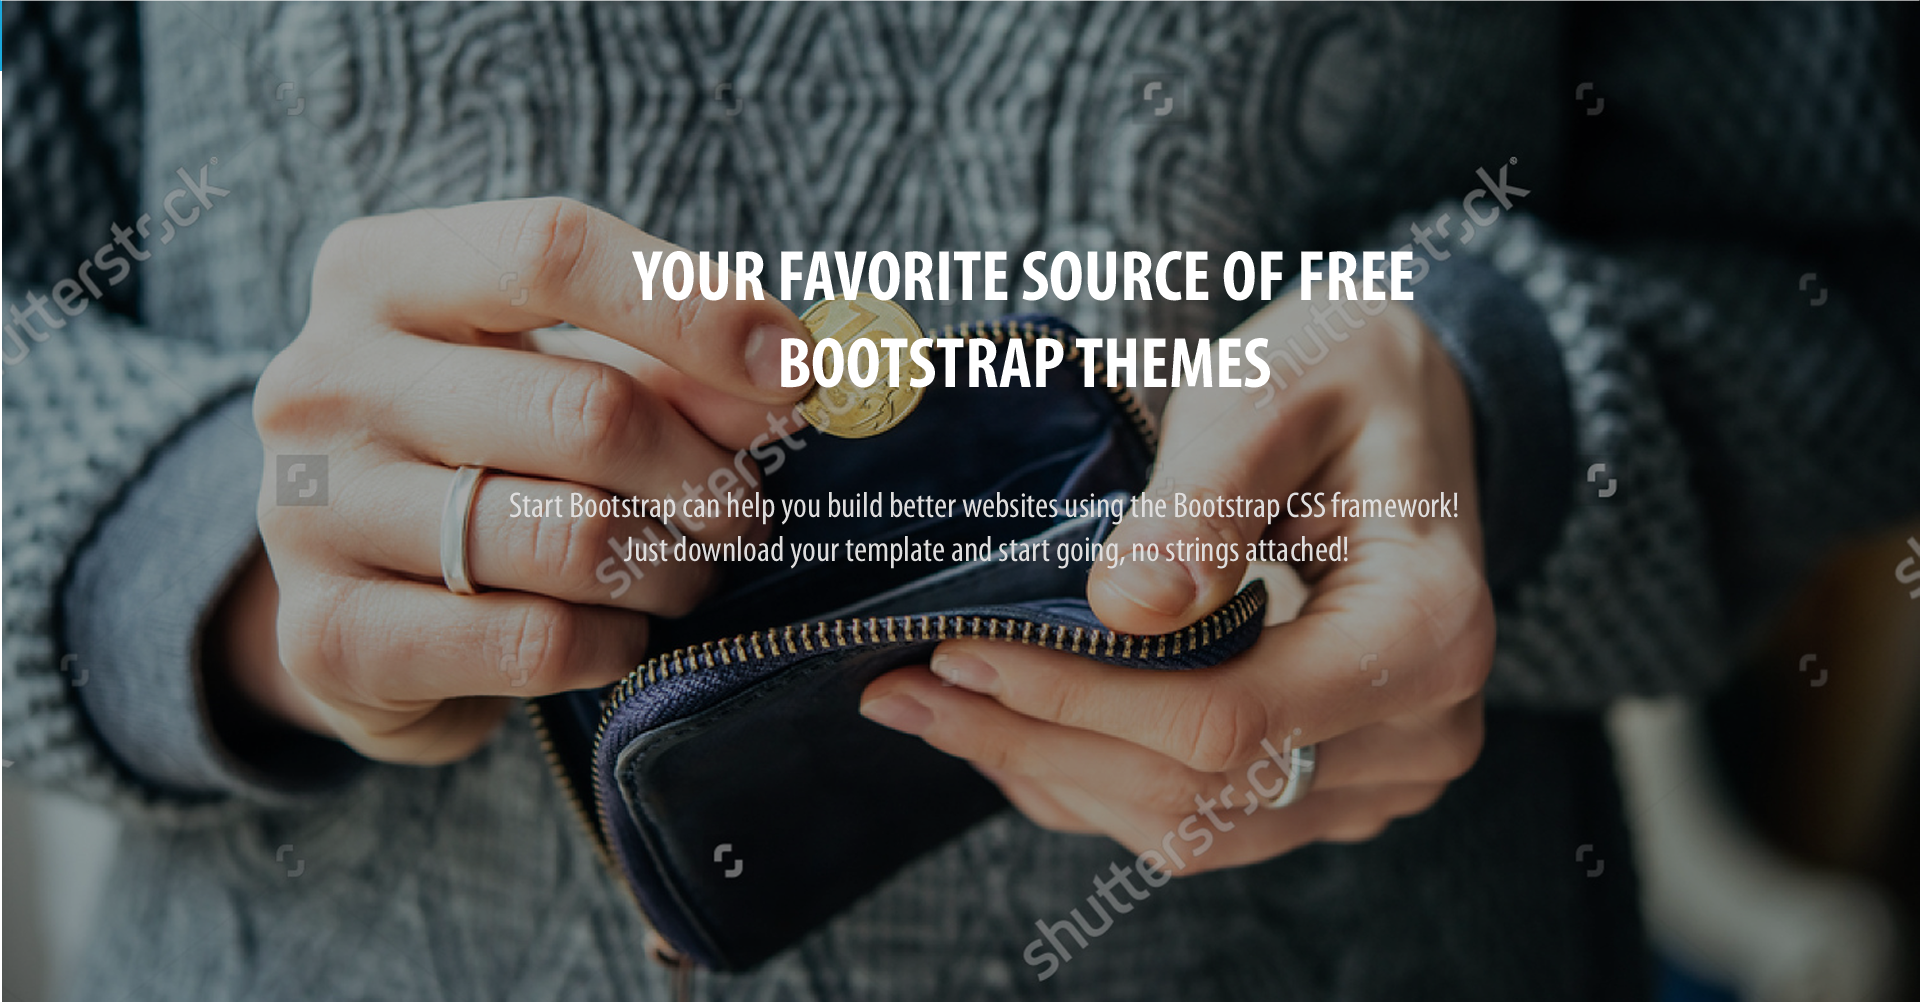 shutterstock
shutterstock
YOUR FAVORITE SOURCE OF FREE
BOOTSTRAP THEMES
10
shutterstock
Start Bootstrap can help you build better websites using the Bootstrap CSS framework!
Just download your template and start going, no strings attached!
shutterstock